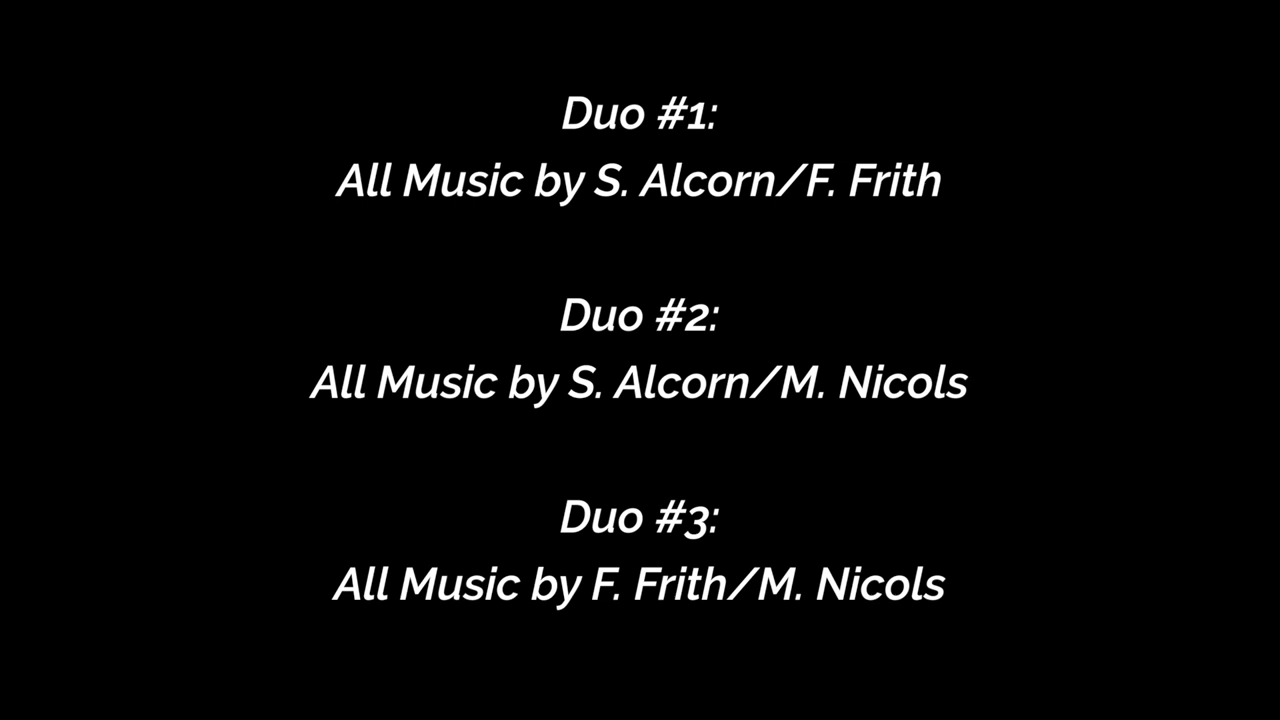 Duo #1:
All Music by S. Alcorn/F. Frith
Duo #2:
All Music by S. Alcorn/M. Nicols
Duo #3:
All Music by F. Frith/M. Nicols